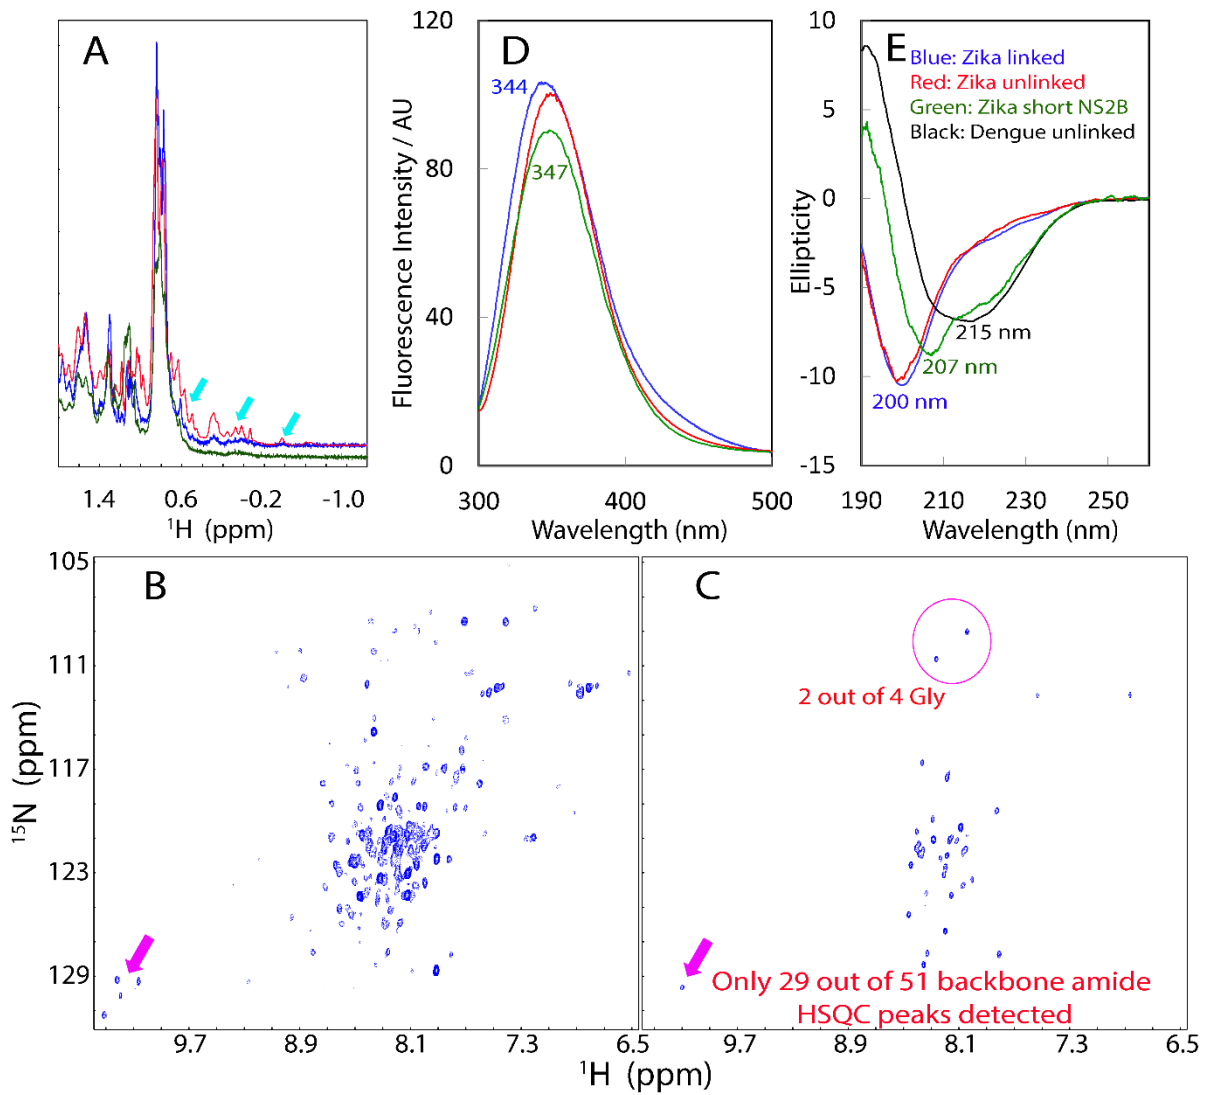 A
1.4
0.6
-0.2
-1.0
¹H (ppm)
D
120
80
40
0
344
347
300
400
500
Fluorescence Intensity / AU
Wavelength (nm)
E
Blue: Zika linked
Red: Zika unlinked
Green: Zika short NS2B
Black: Dengue unlinked
10
5
0
-5
-10
-15
215 nm
207 nm
200 nm
190
210
230
250
Ellipticity
Wavelength (nm)
B
105
111
117
123
129
¹⁵N (ppm)
9.7
8.9
8.1
7.3
6.5
C
2 out of 4 Gly
Only 29 out of 51 backbone amide
HSQC peaks detected
9.7
8.9
8.1
7.3
6.5
¹H (ppm)